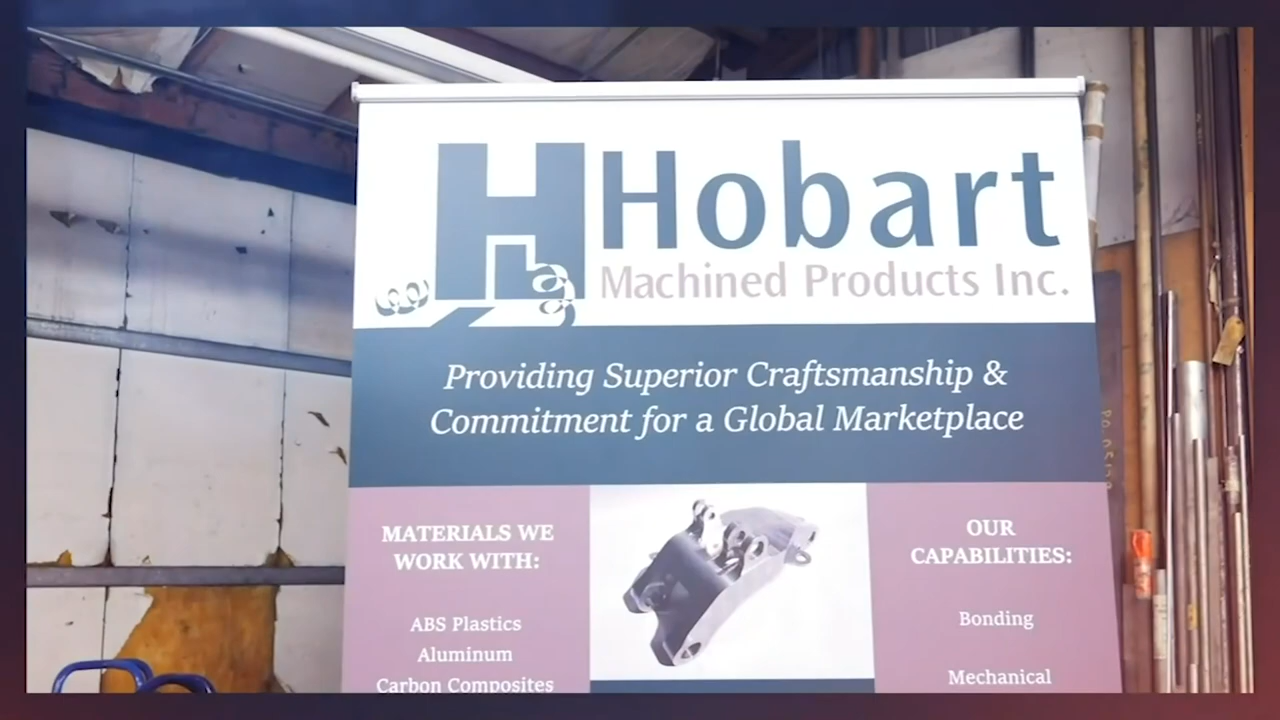 H Hobart
Machined Products Inc.
Providing Superior Craftsmanship &
Commitment for a Global Marketplace
MATERIALS WE
WORK WITH:
ABS Plastics
Aluminum
Carbon Composites
OUR
CAPABILITIES:
Bonding
Mechanical